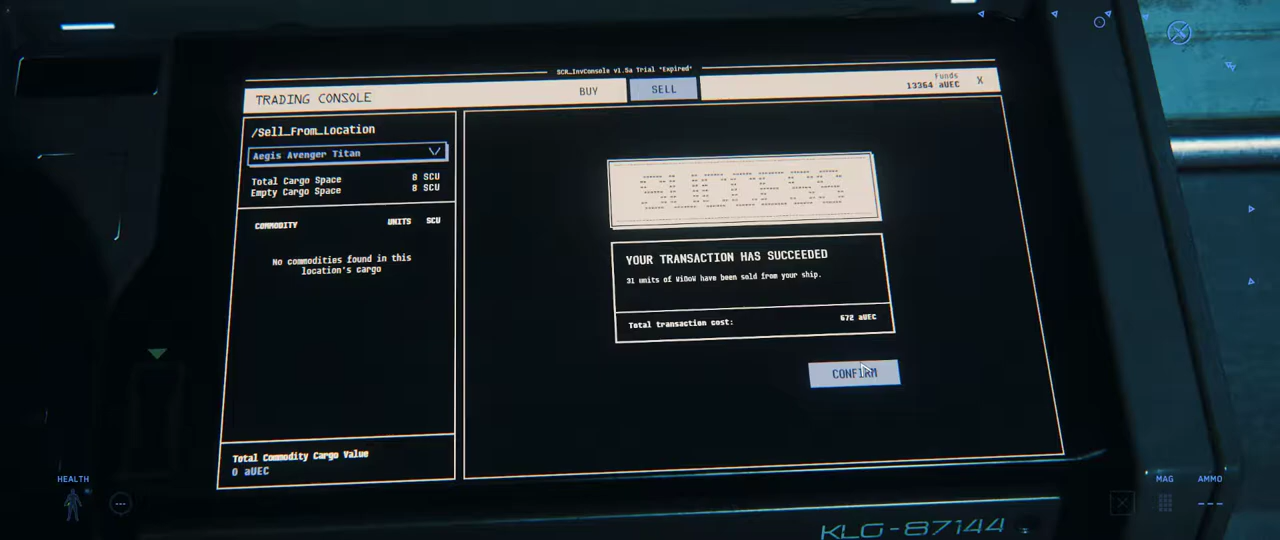 SCR_InvConsole v1.5a Trial *Expired*
TRADING CONSOLE
BUY
SELL
Funds
13364 aUEC
X
/Sell_From_Location
Aegis Avenger Titan
Total Cargo Space 8 SCU
Empty Cargo Space 8 SCU
COMMODITY UNITS SCU
No commodities found in this
location's cargo
Total Commodity Cargo Value
0 aUEC
YOUR TRANSACTION HAS SUCCEEDED
31 units of WiDoW have been sold from your ship.
Total transaction cost: 672 aUEC
CONFIRM
KLG-87144
HEALTH
MAG
AMMO